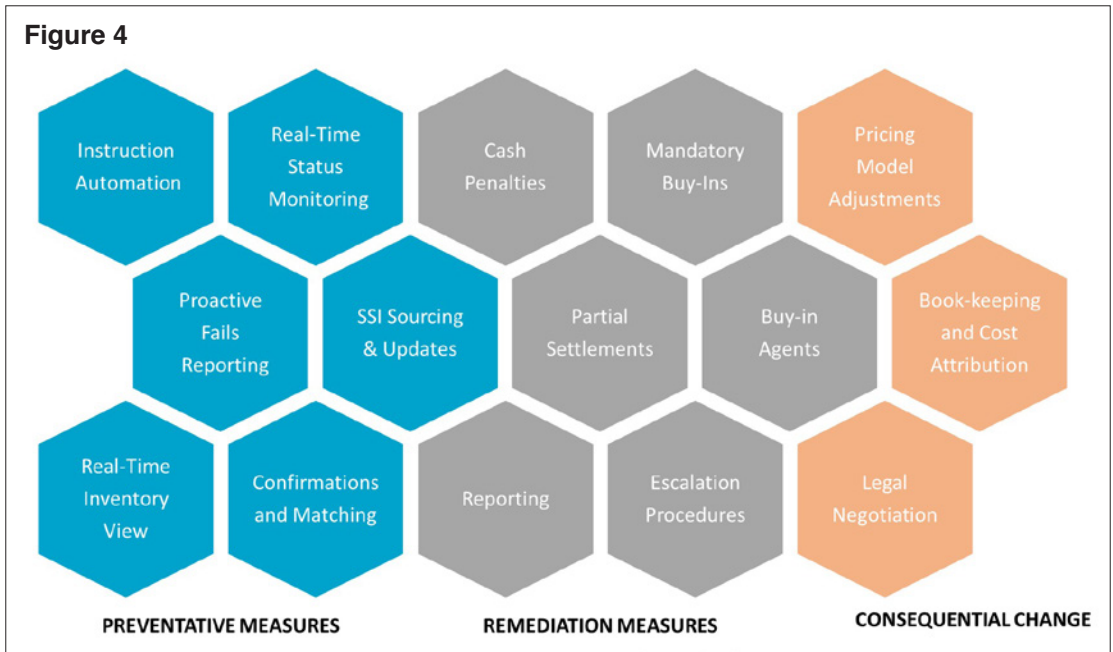 Figure 4
Instruction
Automation
Real-Time
Status
Monitoring
Cash
Penalties
Mandatory
Buy-Ins
Pricing
Model
Adjustments
Proactive
Fails
Reporting
SSI Sourcing
& Updates
Partial
Settlements
Buy-in
Agents
Book-keeping
and Cost
Attribution
Real-Time
Inventory
View
Confirmations
and Matching
Reporting
Escalation
Procedures
Legal
Negotiation
PREVENTATIVE MEASURES
REMEDIATION MEASURES
CONSEQUENTIAL CHANGE